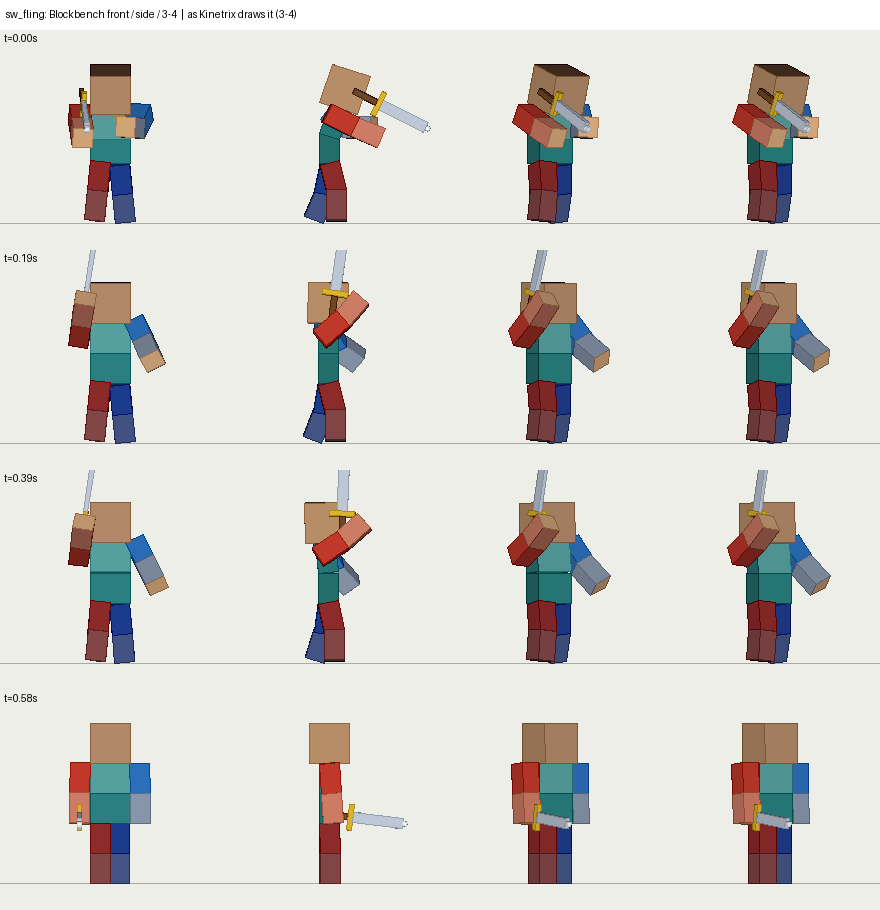 sw_fling: Blockbench front / side / 3-4 | as Kinetrix draws it (3-4)
t=0.00s
t=0.19s
t=0.39s
t=0.58s